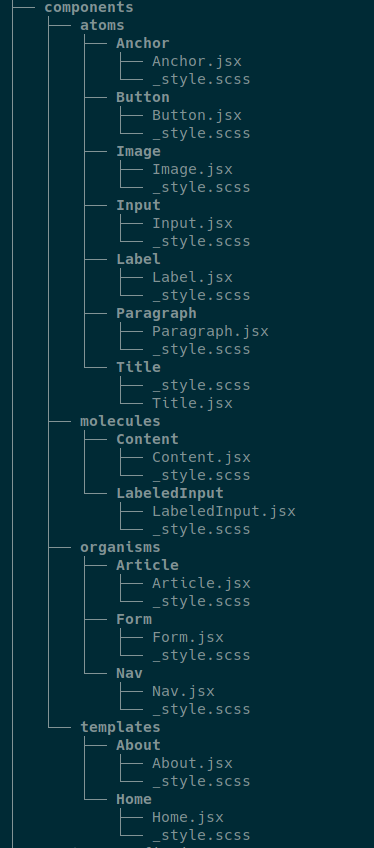 components
atoms
Anchor
Anchor.jsx
_style.scss
Button
Button.jsx
_style.scss
Image
Image.jsx
_style.scss
Input
Input.jsx
_style.scss
Label
Label.jsx
_style.scss
Paragraph
Paragraph.jsx
_style.scss
Title
_style.scss
Title.jsx
molecules
Content
Content.jsx
_style.scss
LabeledInput
LabeledInput.jsx
_style.scss
organisms
Article
Article.jsx
_style.scss
Form
Form.jsx
_style.scss
Nav
Nav.jsx
_style.scss
templates
About
About.jsx
_style.scss
Home
Home.jsx
_style.scss